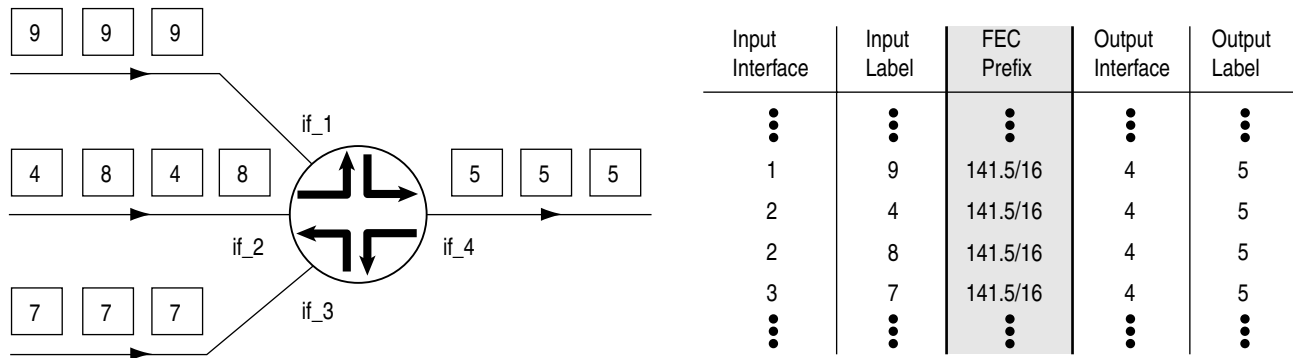 9 9 9
if_1
4 8 4 8
5 5 5
if_2
if_4
7 7 7
if_3
Input Interface Input Label FEC Prefix Output Interface Output Label
1 9 141.5/16 4 5
2 4 141.5/16 4 5
2 8 141.5/16 4 5
3 7 141.5/16 4 5